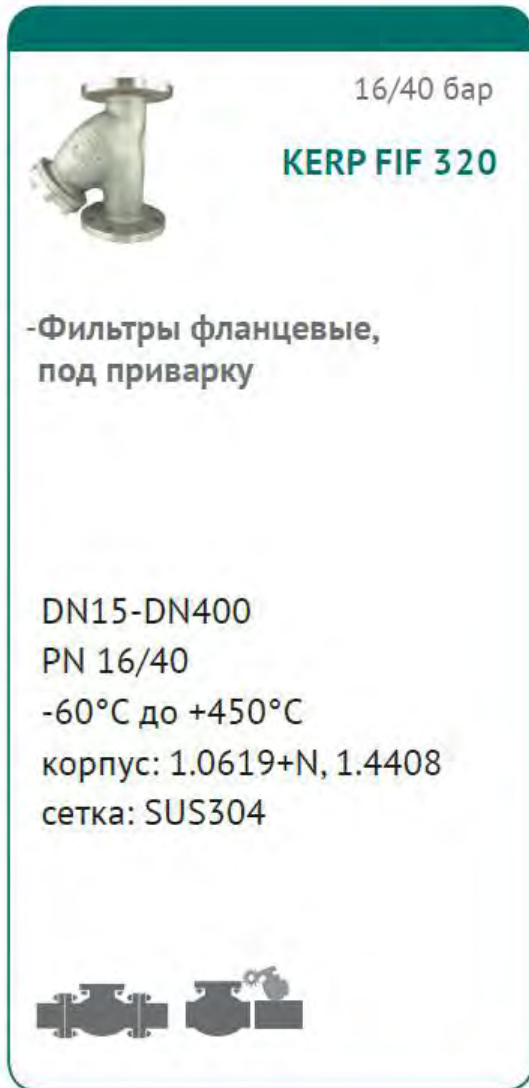 16/40 бар
KERP FIF 320
-Фильтры фланцевые,
под приварку
DN15-DN400
PN 16/40
-60°C до +450°C
корпус: 1.0619+N, 1.4408
сетка: SUS304